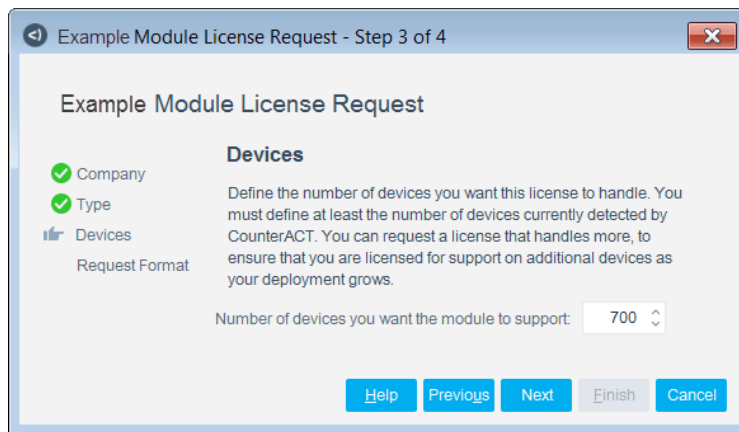 Example Module License Request - Step 3 of 4
Example Module License Request
Company
Type
Devices
Request Format
Devices
Define the number of devices you want this license to handle. You
must define at least the number of devices currently detected by
CounterACT. You can request a license that handles more, to
ensure that you are licensed for support on additional devices as
your deployment grows.
Number of devices you want the module to support: 700
Help Previous Next Finish Cancel